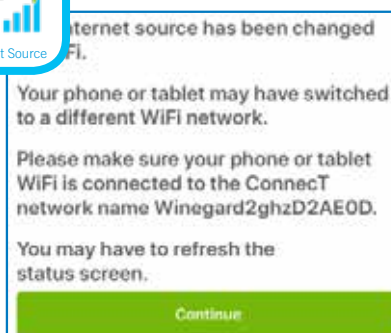 ternet source has been changed
Fi.
t Source
Your phone or tablet may have switched
to a different WiFi network.
Please make sure your phone or tablet
WiFi is connected to the ConnecT
network name Winegard2ghzD2AE0D.
You may have to refresh the
status screen.
Continue